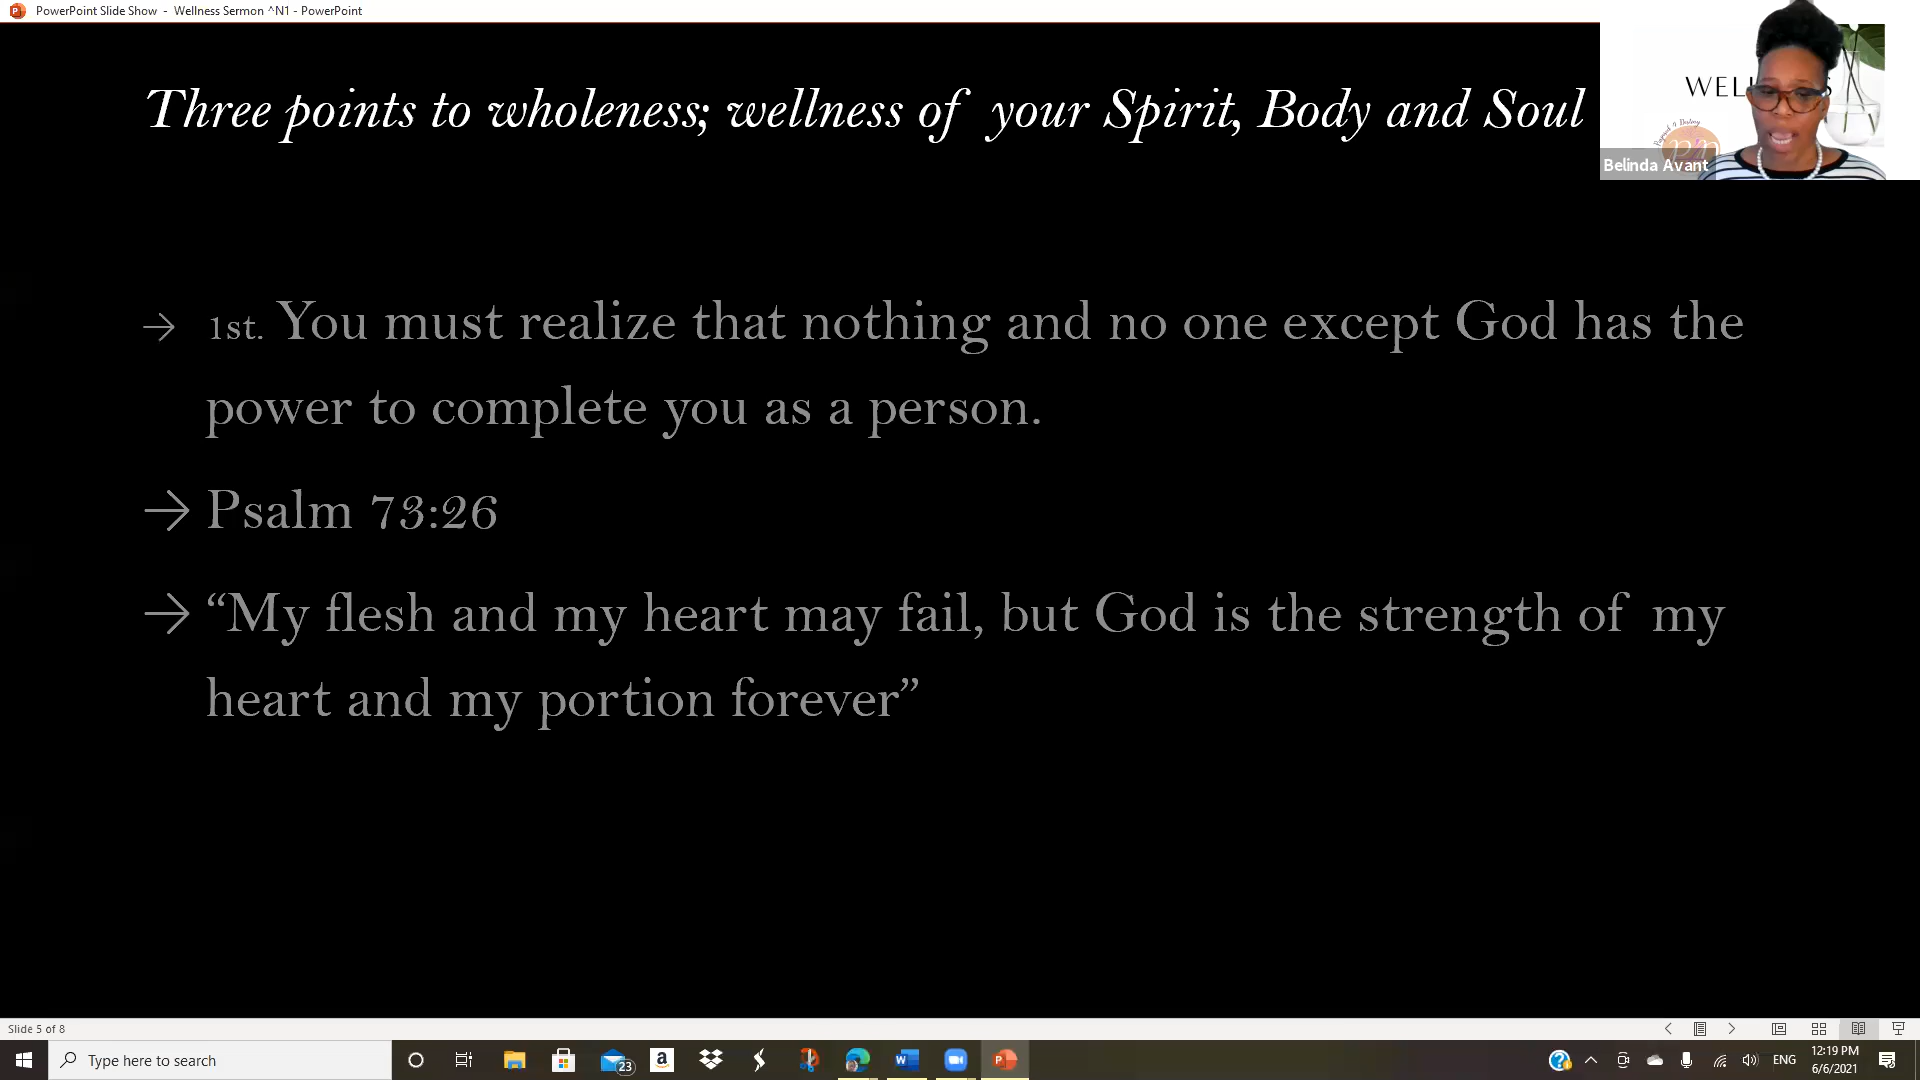 PowerPoint Slide Show - Wellness Sermon ^N1 - PowerPoint
Three points to wholeness; wellness of your Spirit, Body and Soul
WEL S
Belinda Avant
→ 1st. You must realize that nothing and no one except God has the
power to complete you as a person.
→ Psalm 73:26
→ “My flesh and my heart may fail, but God is the strength of my
heart and my portion forever”
Slide 5 of 8
Type here to search
23
ENG
12:19 PM
6/6/2021